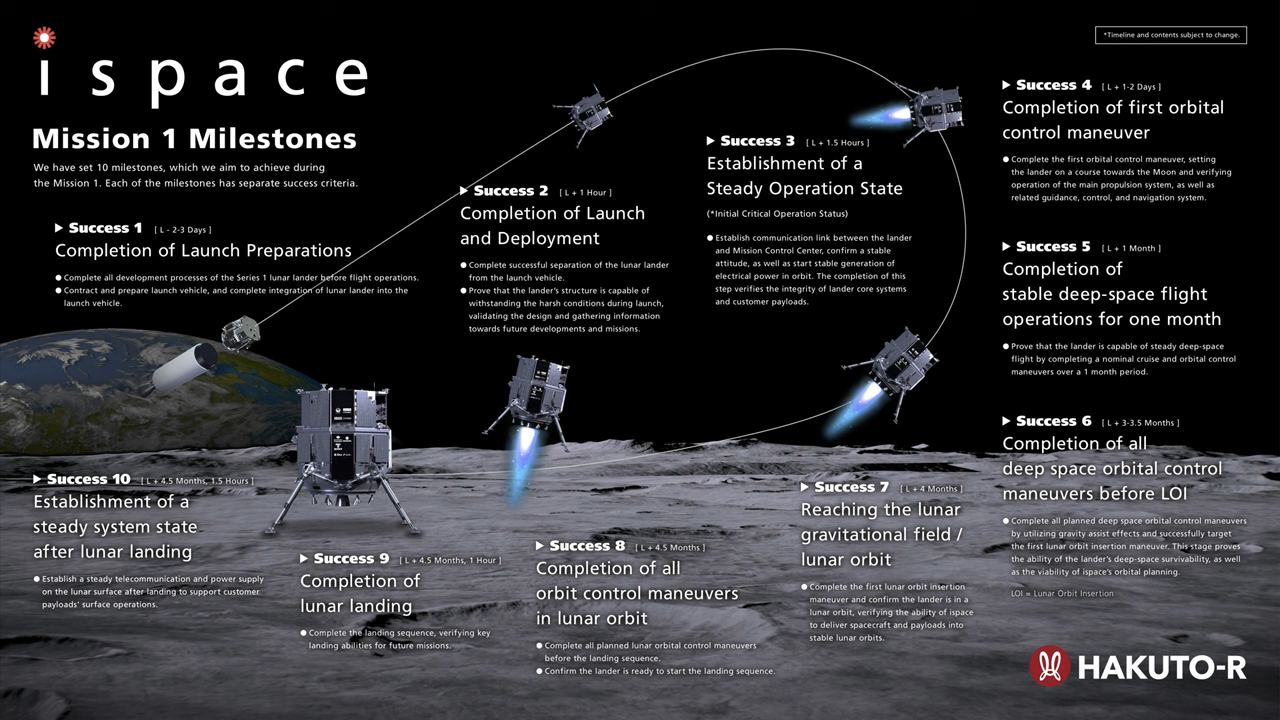 ispace
*Timeline and contents subject to change.
Mission 1 Milestones
We have set 10 milestones, which we aim to achieve during
the Mission 1. Each of the milestones has separate success criteria.
▶ Success 1 [ L - 2-3 Days ]
Completion of Launch Preparations
● Complete all development processes of the Series 1 lunar lander before flight operations.
● Contract and prepare launch vehicle, and complete integration of lunar lander into the
launch vehicle.
▶ Success 2 [ L + 1 Hour ]
Completion of Launch
and Deployment
● Complete successful separation of the lunar lander
from the launch vehicle.
● Prove that the lander's structure is capable of
withstanding the harsh conditions during launch,
validating the design and gathering information
towards future developments and missions.
▶ Success 3 [ L + 1.5 Hours ]
Establishment of a
Steady Operation State
(*Initial Critical Operation Status)
● Establish communication link between the lander
and Mission Control Center, confirm a stable
attitude, as well as start stable generation of
electrical power in orbit. The completion of this
step verifies the integrity of lander core systems
and customer payloads.
▶ Success 4 [ L + 1-2 Days ]
Completion of first orbital
control maneuver
● Complete the first orbital control maneuver, setting
the lander on a course towards the Moon and verifying
operation of the main propulsion system, as well as
related guidance, control, and navigation system.
▶ Success 5 [ L + 1 Month ]
Completion of
stable deep-space flight
operations for one month
● Prove that the lander is capable of steady deep-space
flight by completing a nominal cruise and orbital control
maneuvers over a 1 month period.
▶ Success 6 [ L + 3-3.5 Months ]
Completion of all
deep space orbital control
maneuvers before LOI
● Complete all planned deep space orbital control maneuvers
by utilizing gravity assist effects and successfully target
the first lunar orbit insertion maneuver. This stage proves
the ability of the lander's deep-space survivability, as well
as the viability of ispace's orbital planning.
LOI = Lunar Orbit Insertion
▶ Success 7 [ L + 4 Months ]
Reaching the lunar
gravitational field /
lunar orbit
● Complete the first lunar orbit insertion
maneuver and confirm the lander is in a
lunar orbit, verifying the ability of ispace
to deliver spacecraft and payloads into
stable lunar orbits.
▶ Success 8 [ L + 4.5 Months ]
Completion of all
orbit control maneuvers
in lunar orbit
● Complete all planned lunar orbital control maneuvers
before the landing sequence.
● Confirm the lander is ready to start the landing sequence.
▶ Success 9 [ L + 4.5 Months, 1 Hour ]
Completion of
lunar landing
● Complete the landing sequence, verifying key
landing abilities for future missions.
▶ Success 10 [ L + 4.5 Months, 1.5 Hours ]
Establishment of a
steady system state
after lunar landing
● Establish a steady telecommunication and power supply
on the lunar surface after landing to support customer
payloads' surface operations.
HAKUTO-R